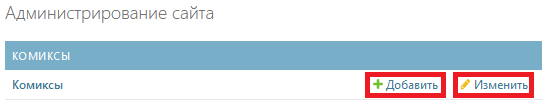 Администрирование сайта
КОМИКСЫ
Комиксы Добавить Изменить